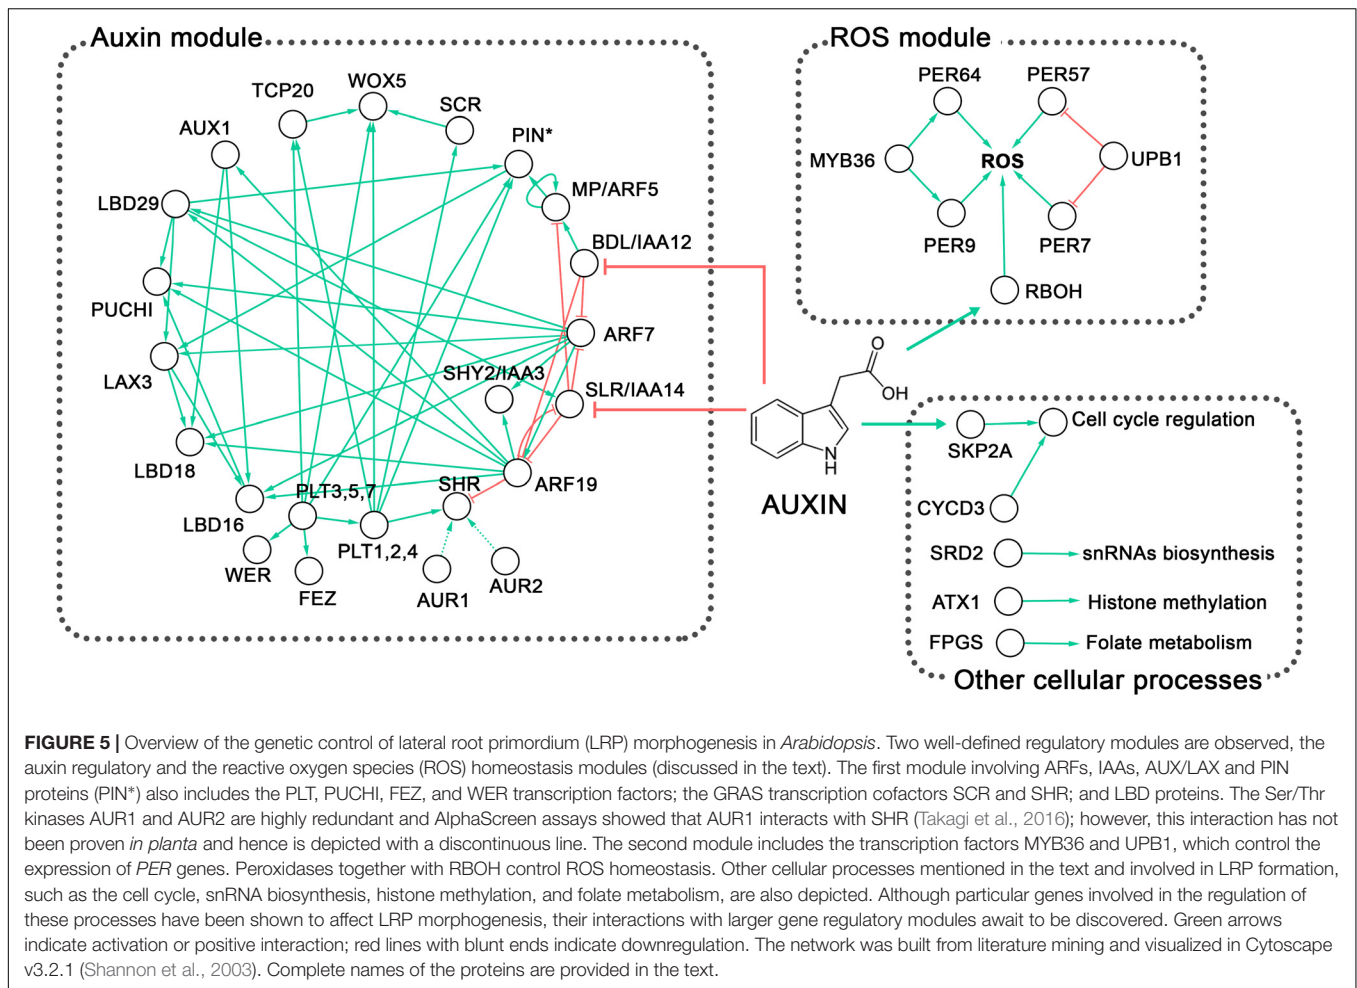 Auxin module
ROS module
TCP20
WOX5
SCR
AUX1
PIN*
LBD29
MP/ARF5
BDL/IAA12
PUCHI
ARF7
LAX3
SHY2/IAA3
SLR/IAA14
LBD18
ARF19
LBD16
PLT3,5,7
SHR
PLT1,2,4
WER
FEZ
AUR1
AUR2
PER64
PER57
MYB36
ROS
UPB1
PER9
PER7
RBOH
O
OH
N
H
AUXIN
Cell cycle regulation
SKP2A
CYCD3
SRD2
snRNAs biosynthesis
ATX1
Histone methylation
FPGS
Folate metabolism
Other cellular processes
FIGURE 5 | Overview of the genetic control of lateral root primordium (LRP) morphogenesis in Arabidopsis. Two well-defined regulatory modules are observed, the
auxin regulatory and the reactive oxygen species (ROS) homeostasis modules (discussed in the text). The first module involving ARFs, IAAs, AUX/LAX and PIN
proteins (PIN*) also includes the PLT, PUCHI, FEZ, and WER transcription factors; the GRAS transcription cofactors SCR and SHR; and LBD proteins. The Ser/Thr
kinases AUR1 and AUR2 are highly redundant and AlphaScreen assays showed that AUR1 interacts with SHR (Takagi et al., 2016); however, this interaction has not
been proven in planta and hence is depicted with a discontinuous line. The second module includes the transcription factors MYB36 and UPB1, which control the
expression of PER genes. Peroxidases together with RBOH control ROS homeostasis. Other cellular processes mentioned in the text and involved in LRP formation,
such as the cell cycle, snRNA biosynthesis, histone methylation, and folate metabolism, are also depicted. Although particular genes involved in the regulation of
these processes have been shown to affect LRP morphogenesis, their interactions with larger gene regulatory modules await to be discovered. Green arrows
indicate activation or positive interaction; red lines with blunt ends indicate downregulation. The network was built from literature mining and visualized in Cytoscape
v3.2.1 (Shannon et al., 2003). Complete names of the proteins are provided in the text.